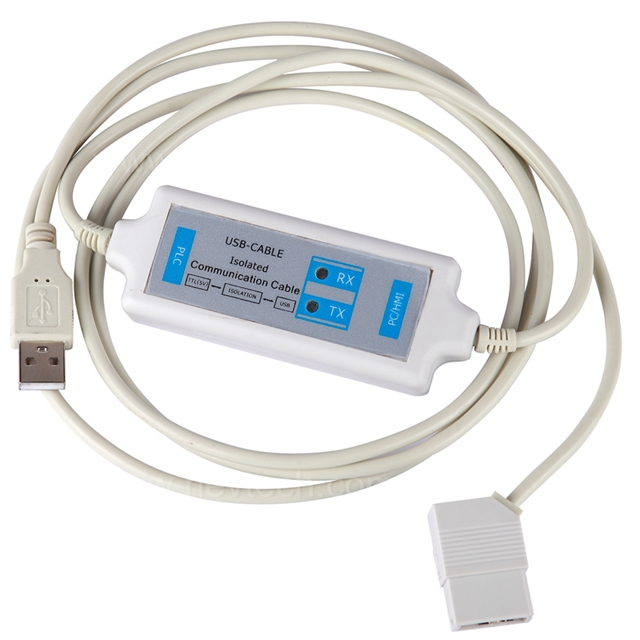 USB-CABLE
Isolated
Communication Cable
TTL(5V) ISOLATION USB
PLC
RX
TX
PC/HMI